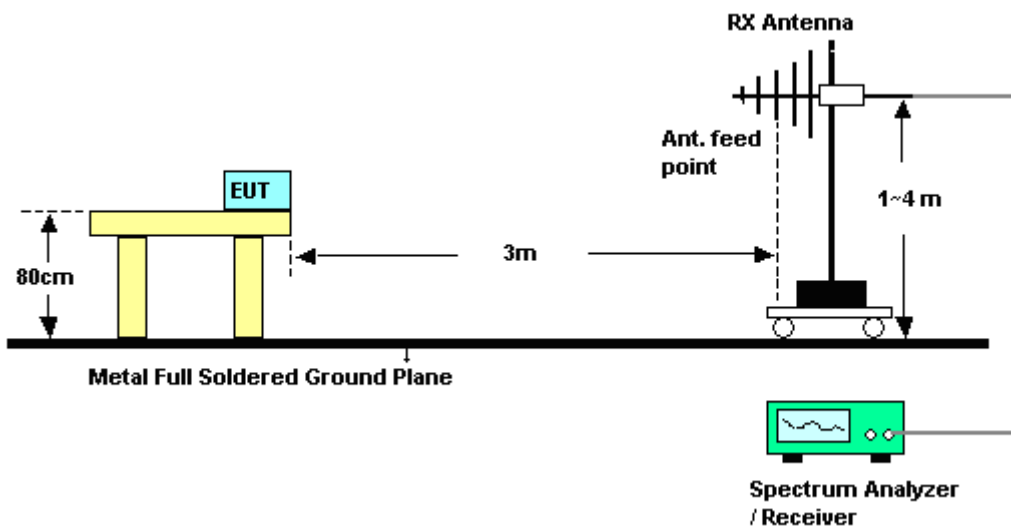 RX Antenna
Ant. feed
point
1~4 m
EUT
3m
80cm
Metal Full Soldered Ground Plane
Spectrum Analyzer
/ Receiver